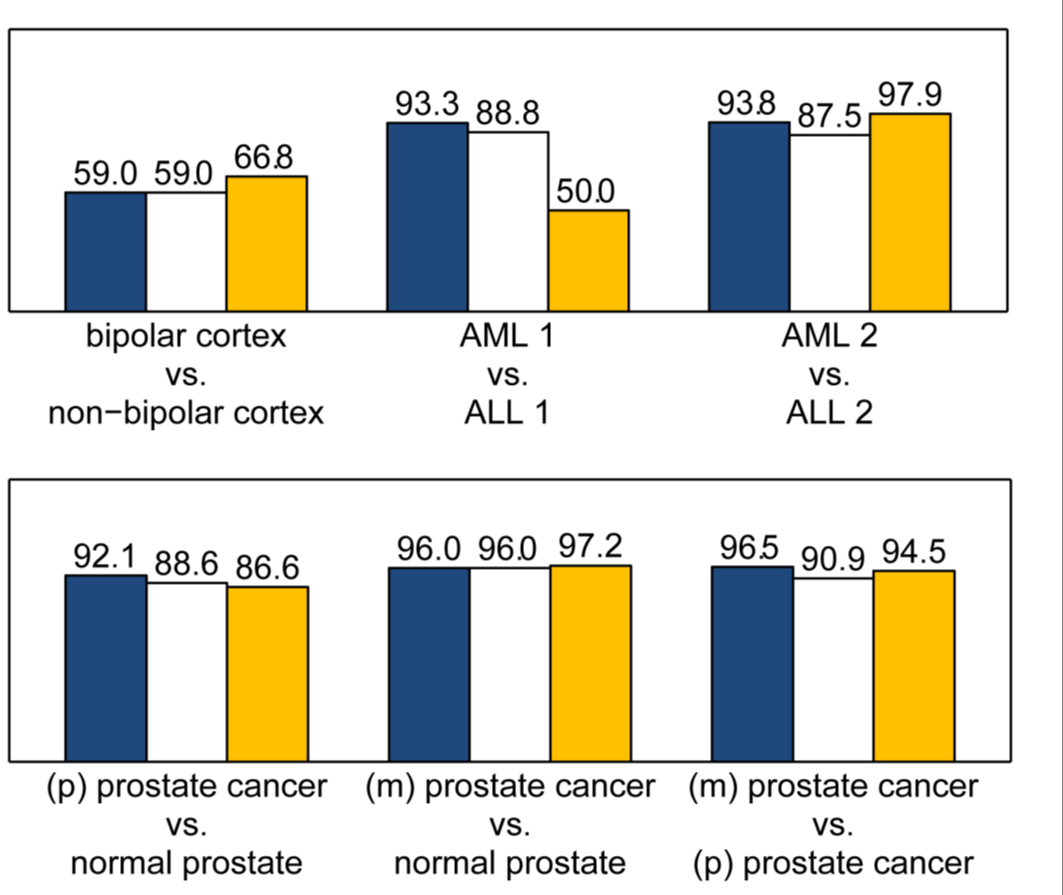 59.0 59.0 66.8
93.3 88.8 50.0
93.8 87.5 97.9
bipolar cortex
vs.
non−bipolar cortex
AML 1
vs.
ALL 1
AML 2
vs.
ALL 2
92.1 88.6 86.6
96.0 96.0 97.2
96.5 90.9 94.5
(p) prostate cancer
vs.
normal prostate
(m) prostate cancer
vs.
normal prostate
(m) prostate cancer
vs.
(p) prostate cancer